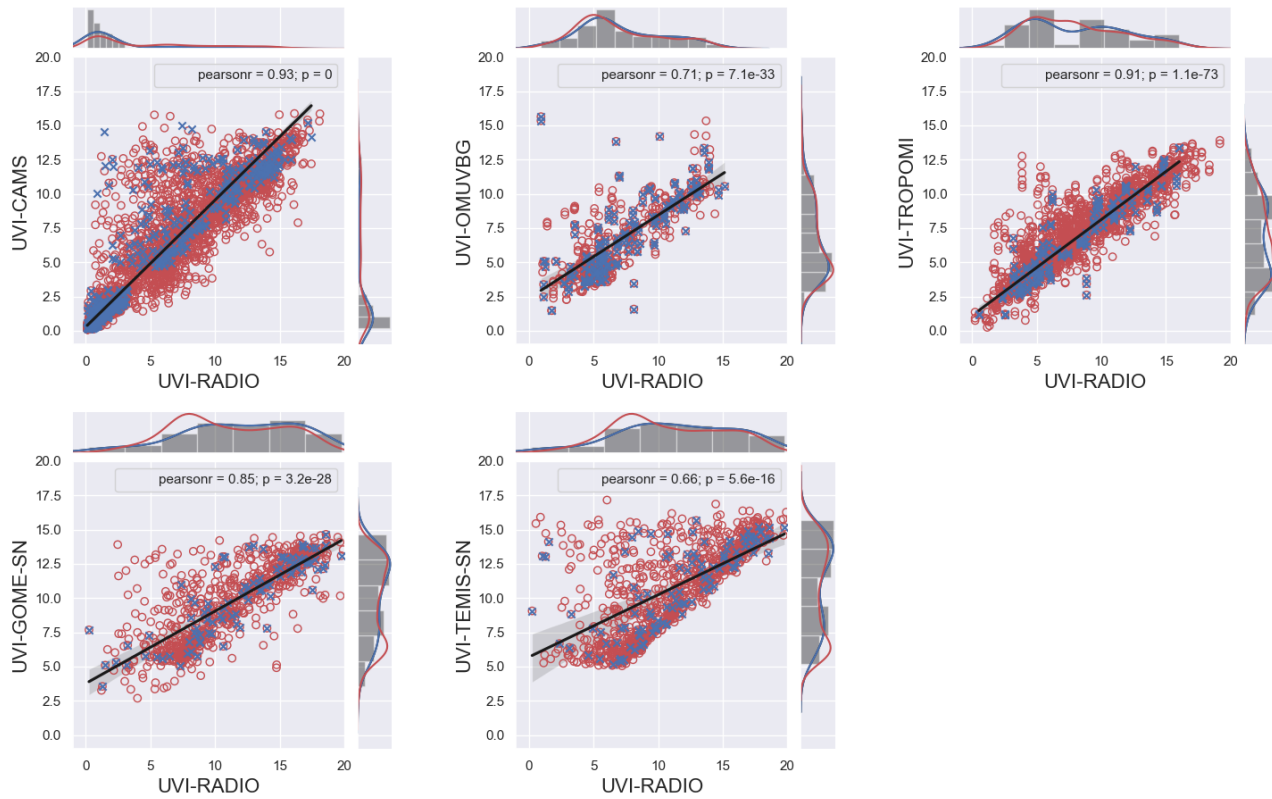 pearsonr = 0.93; p = 0
UVI-CAMS
20.0
17.5
15.0
12.5
10.0
7.5
5.0
2.5
0.0
0 5 10 15 20
UVI-RADIO
pearsonr = 0.71; p = 7.1e-33
UVI-OMUVBG
20.0
17.5
15.0
12.5
10.0
7.5
5.0
2.5
0.0
0 5 10 15 20
UVI-RADIO
pearsonr = 0.91; p = 1.1e-73
UVI-TROPOMI
20.0
17.5
15.0
12.5
10.0
7.5
5.0
2.5
0.0
0 5 10 15 20
UVI-RADIO
pearsonr = 0.85; p = 3.2e-28
UVI-GOME-SN
20.0
17.5
15.0
12.5
10.0
7.5
5.0
2.5
0.0
0 5 10 15 20
UVI-RADIO
pearsonr = 0.66; p = 5.6e-16
UVI-TEMIS-SN
20.0
17.5
15.0
12.5
10.0
7.5
5.0
2.5
0.0
0 5 10 15 20
UVI-RADIO